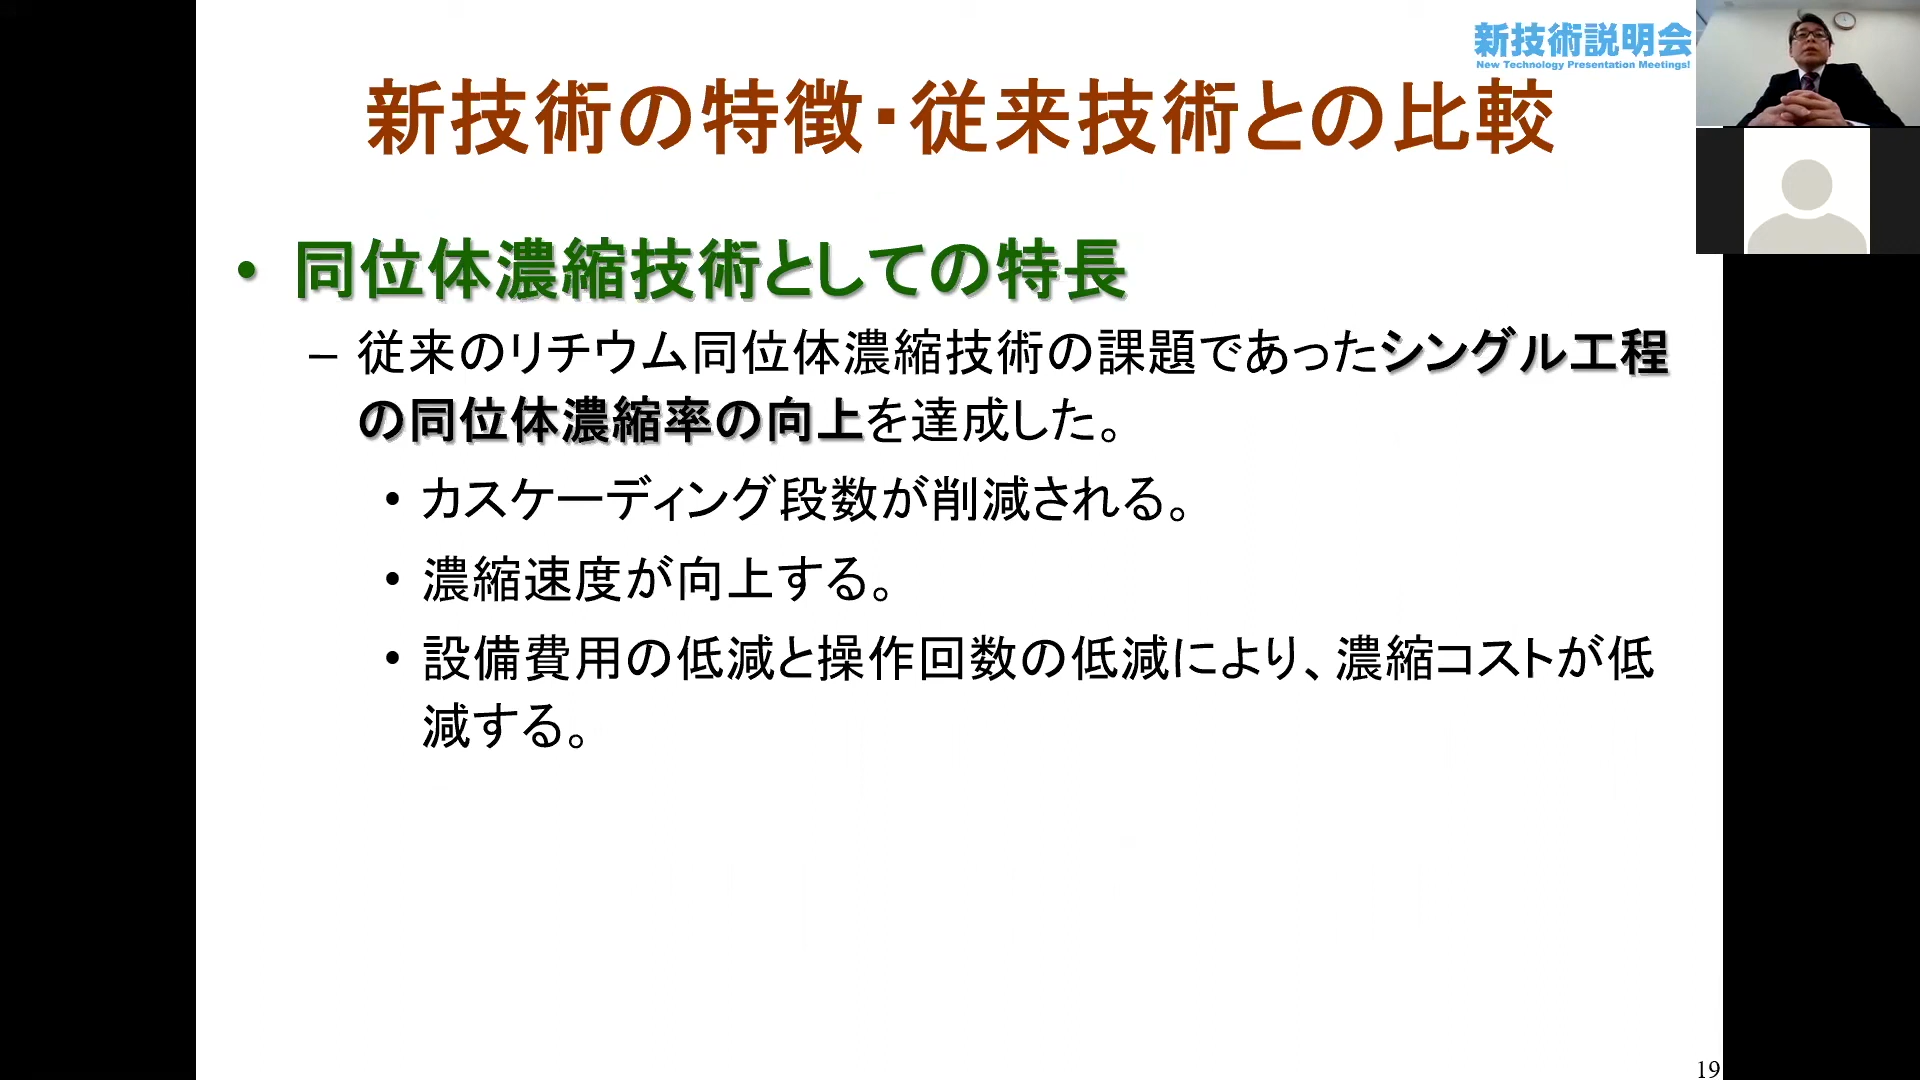 新技術説明会
New Technology Presentation Meetings!
新技術の特徴・従来技術との比較
• 同位体濃縮技術としての特長
– 従来のリチウム同位体濃縮技術の課題であったシングル工程
の同位体濃縮率の向上を達成した。
• カスケーディング段数が削減される。
• 濃縮速度が向上する。
• 設備費用の低減と操作回数の低減により、濃縮コストが低
減する。
19